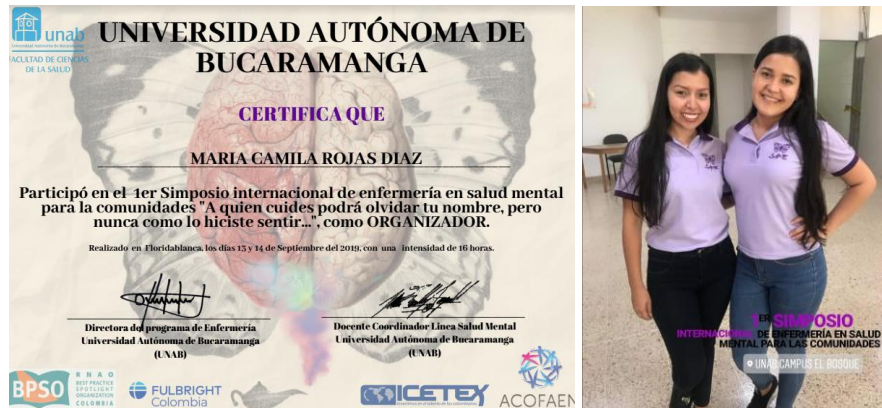 unab
Universidad Autónoma de Bucaramanga
FACULTAD DE CIENCIAS
DE LA SALUD
UNIVERSIDAD AUTÓNOMA DE
BUCARAMANGA
CERTIFICA QUE
MARIA CAMILA ROJAS DIAZ
Participó en el 1er Simposio internacional de enfermería en salud mental
para la comunidades "A quien cuides podrá olvidar tu nombre, pero
nunca como lo hiciste sentir...", como ORGANIZADOR.
Realizado en Floridablanca, los días 13 y 14 de Septiembre del 2019, con una intensidad de 16 horas.
Directora del programa de Enfermería
Universidad Autónoma de Bucaramanga
(UNAB)
Docente Coordinador Linea Salud Mental
Universidad Autónoma de Bucaramanga
(UNAB)
BPSO
RNAO
BEST PRACTICE
SPOTLIGHT
ORGANIZATION
COLOMBIA
FULBRIGHT
Colombia
ICETEX
ACOFAEN
1ER SIMPOSIO
INTERNACIONAL DE ENFERMERÍA EN SALUD
MENTAL PARA LAS COMUNIDADES
UNAB CAMPUS EL BOSQUE